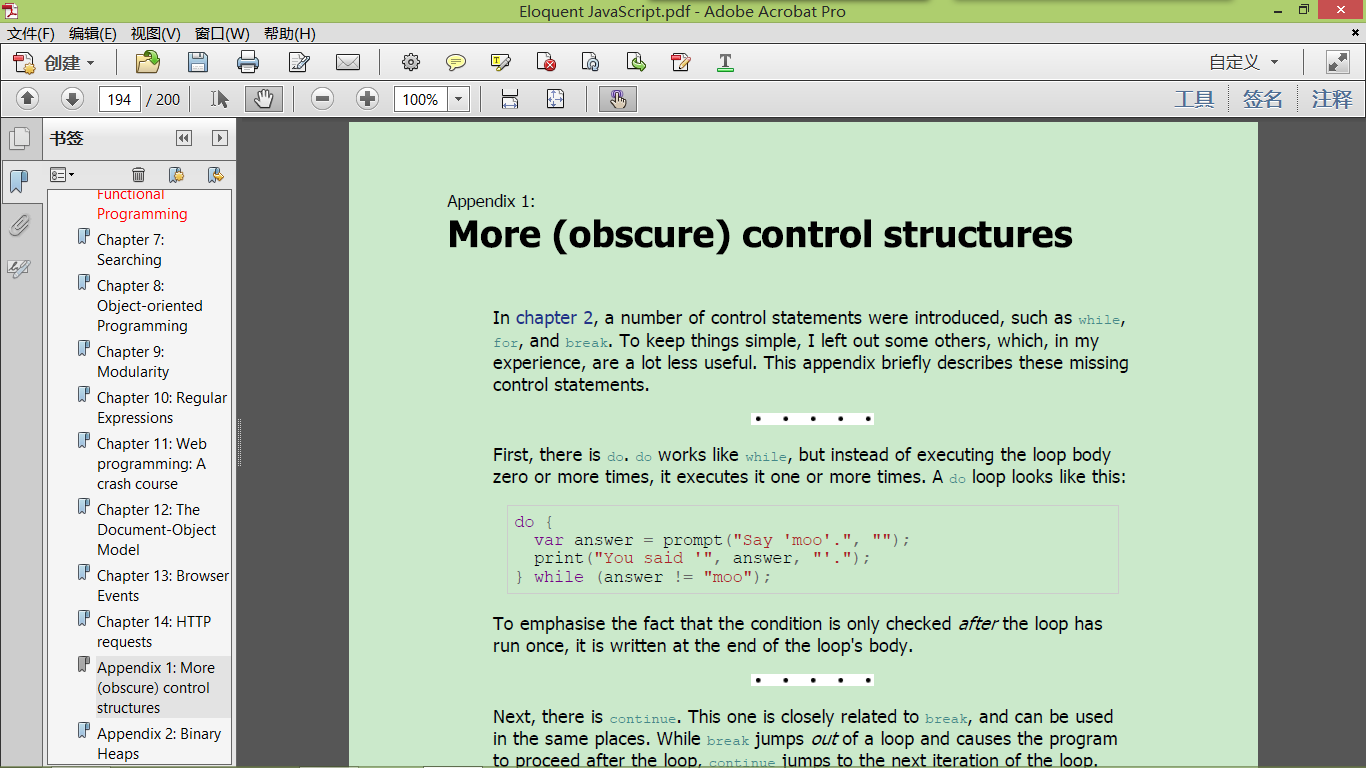 Eloquent JavaScript.pdf - Adobe Acrobat Pro
文件(F) 编辑(E) 视图(V) 窗口(W) 帮助(H)
创建
自定义
194 / 200
100%
工具 签名 注释
书签
Functional
Programming
Chapter 7:
Searching
Chapter 8:
Object-oriented
Programming
Chapter 9:
Modularity
Chapter 10: Regular
Expressions
Chapter 11: Web
programming: A
crash course
Chapter 12: The
Document-Object
Model
Chapter 13: Browser
Events
Chapter 14: HTTP
requests
Appendix 1: More
(obscure) control
structures
Appendix 2: Binary
Heaps
Appendix 1:
More (obscure) control structures
In chapter 2, a number of control statements were introduced, such as while,
for, and break. To keep things simple, I left out some others, which, in my
experience, are a lot less useful. This appendix briefly describes these missing
control statements.
First, there is do. do works like while, but instead of executing the loop body
zero or more times, it executes it one or more times. A do loop looks like this:
do {
  var answer = prompt("Say 'moo'.", "");
  print("You said '", answer, "'.");
} while (answer != "moo");
To emphasise the fact that the condition is only checked after the loop has
run once, it is written at the end of the loop's body.
Next, there is continue. This one is closely related to break, and can be used
in the same places. While break jumps out of a loop and causes the program
to proceed after the loop, continue jumps to the next iteration of the loop.